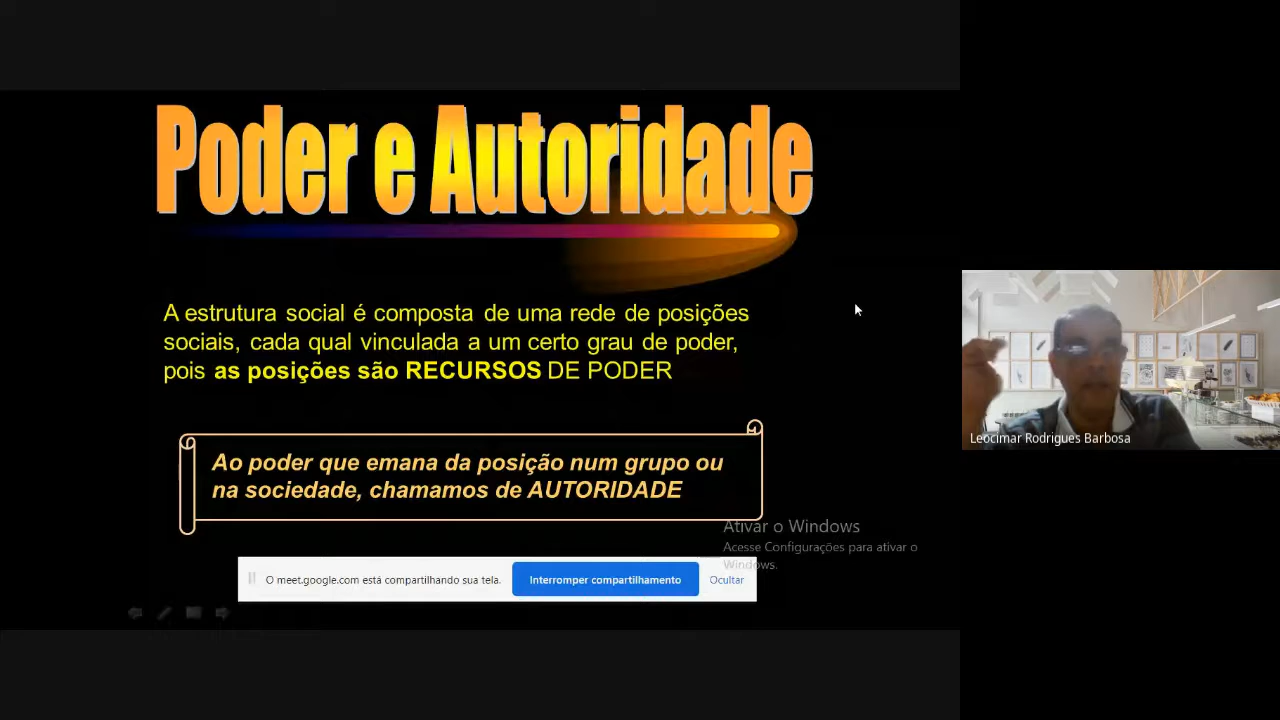 Poder e Autoridade
A estrutura social é composta de uma rede de posições
sociais, cada qual vinculada a um certo grau de poder,
pois as posições são RECURSOS DE PODER
Ao poder que emana da posição num grupo ou
na sociedade, chamamos de AUTORIDADE
Ativar o Windows
Acesse Configurações para ativar o
Windows.
O meet.google.com está compartilhando sua tela.
Interromper compartilhamento
Ocultar
Leocimar Rodrigues Barbosa